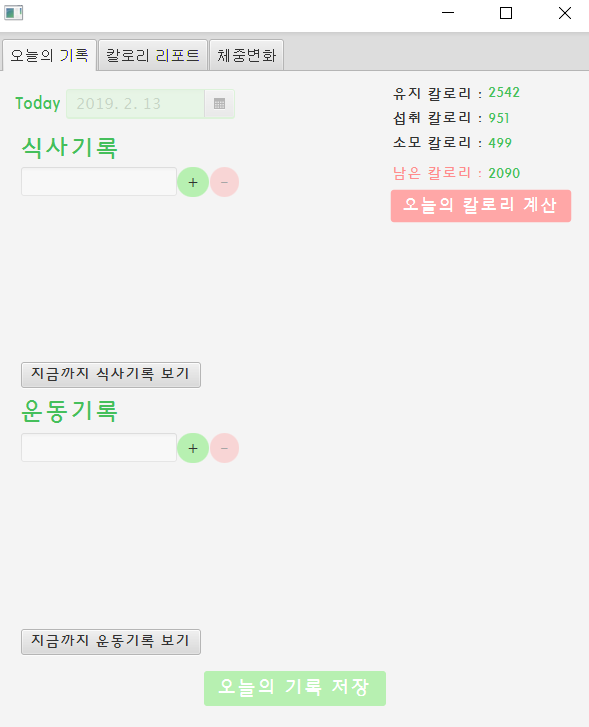 오늘의 기록 칼로리 리포트 체중변화
Today 2019. 2. 13
유지 칼로리 : 2542
섭취 칼로리 : 951
소모 칼로리 : 499
남은 칼로리 : 2090
오늘의 칼로리 계산
식사기록
+ -
지금까지 식사기록 보기
운동기록
+ -
지금까지 운동기록 보기
오늘의 기록 저장